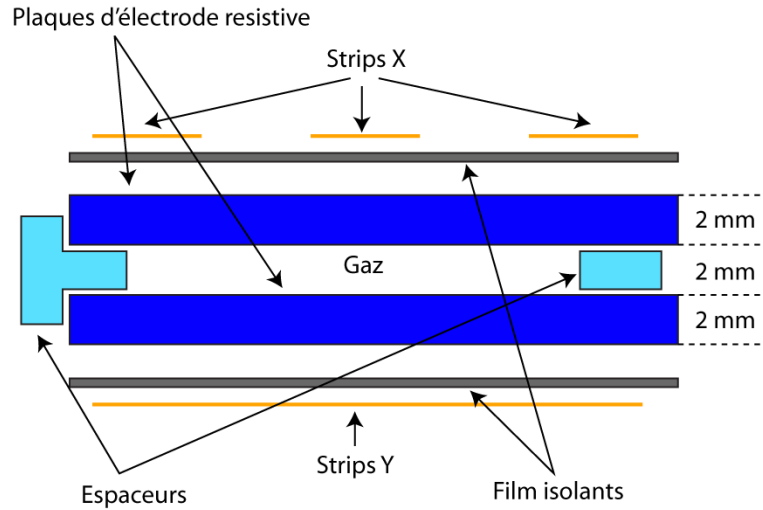 Plaques d'électrode resistive
Strips X
2 mm
Gaz
2 mm
2 mm
Strips Y
Espaceurs
Film isolants